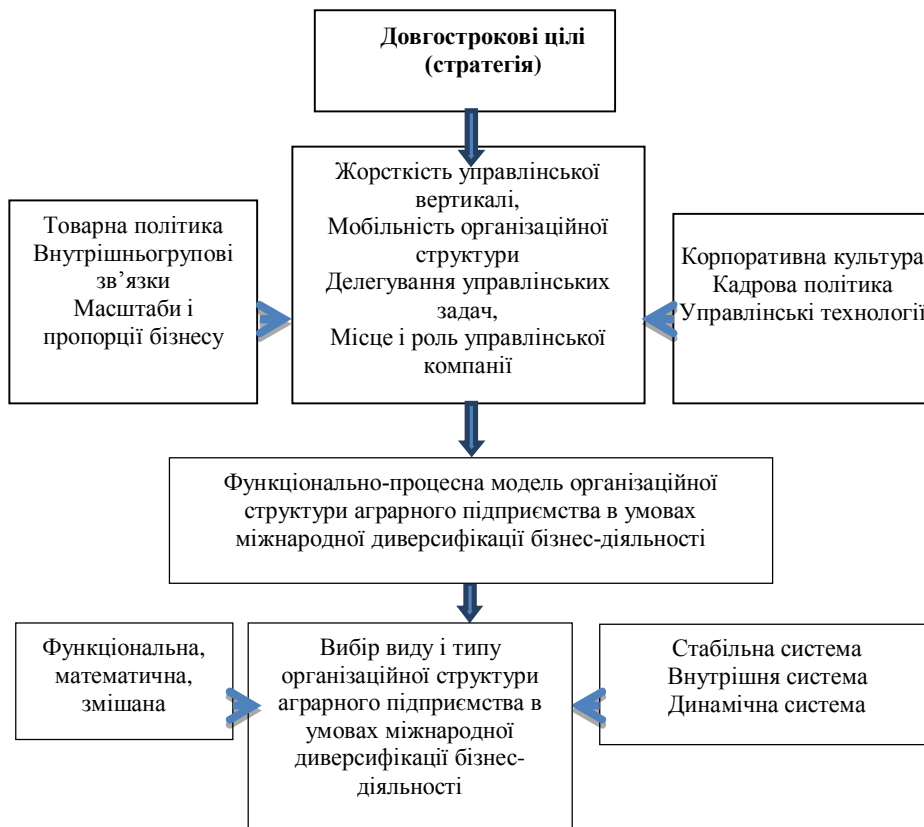 Довгострокові цілі
(стратегія)
Товарна політика
Внутрішньогрупові
зв’язки
Масштаби і
пропорції бізнесу
Жорсткість управлінської
вертикалі,
Мобільність організаційної
структури
Делегування управлінських
задач,
Місце і роль управлінської
компанії
Корпоративна культура
Кадрова політика
Управлінські технології
Функціонально-процесна модель організаційної
структури аграрного підприємства в умовах
міжнародної диверсифікації бізнес-діяльності
Функціональна,
математична,
змішана
Вибір виду і типу
організаційної структури
аграрного підприємства в
умовах міжнародної
диверсифікації бізнес-
діяльності
Стабільна система
Внутрішня система
Динамічна система